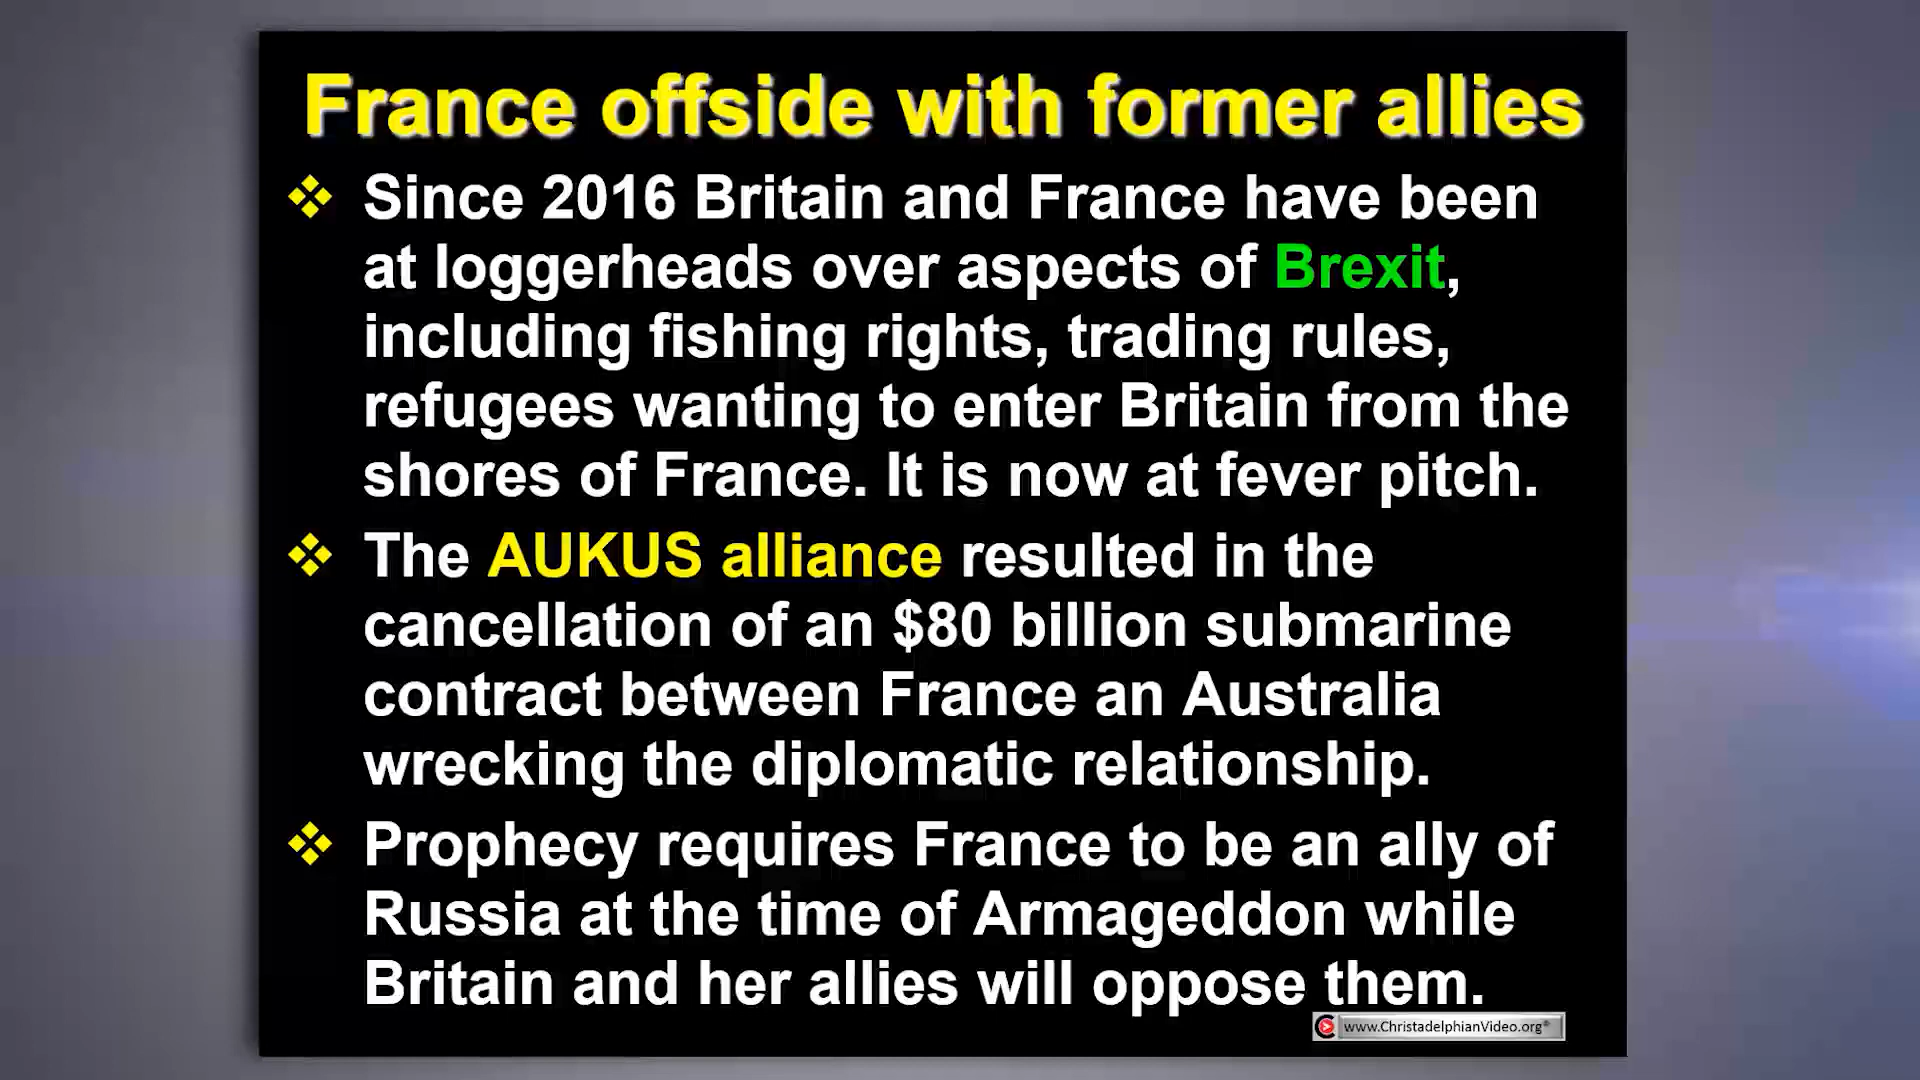 France offside with former allies
Since 2016 Britain and France have been
at loggerheads over aspects of Brexit,
including fishing rights, trading rules,
refugees wanting to enter Britain from the
shores of France. It is now at fever pitch.
The AUKUS alliance resulted in the
cancellation of an $80 billion submarine
contract between France an Australia
wrecking the diplomatic relationship.
Prophecy requires France to be an ally of
Russia at the time of Armageddon while
Britain and her allies will oppose them.
www.ChristadelphianVideo.org®